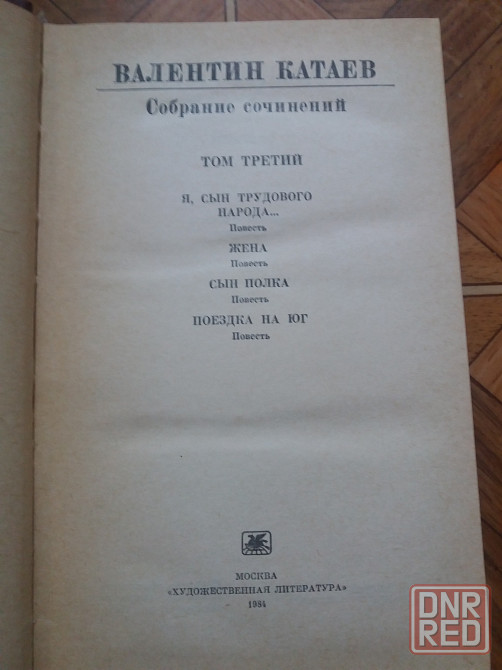 ВАЛЕНТИН КАТАЕВ
Собрание сочинений
ТОМ ТРЕТИЙ
Я, СЫН ТРУДОВОГО
НАРОДА...
Повесть
ЖЕНА
Повесть
СЫН ПОЛКА
Повесть
ПОЕЗДКА НА ЮГ
Повесть
МОСКВА
«ХУДОЖЕСТВЕННАЯ ЛИТЕРАТУРА»
1984
DNR
RED